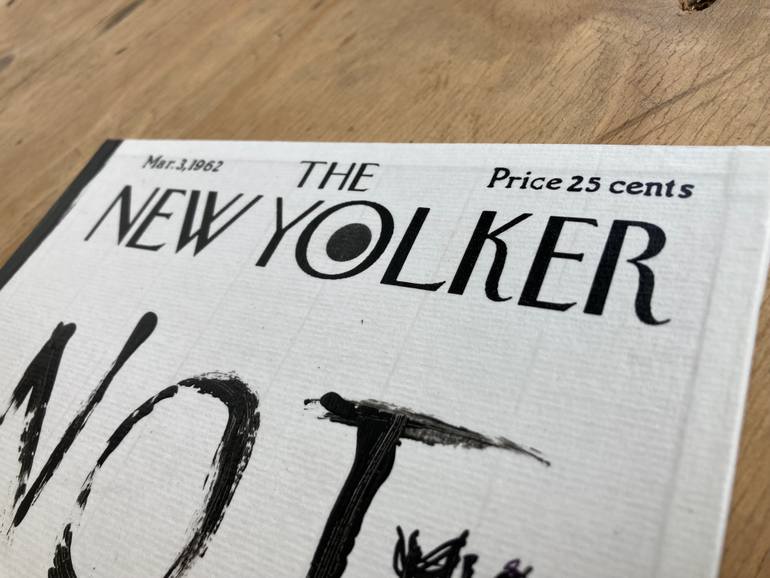 Mar. 3, 1962
THE
Price 25 cents
NEW YOLKER
NOT